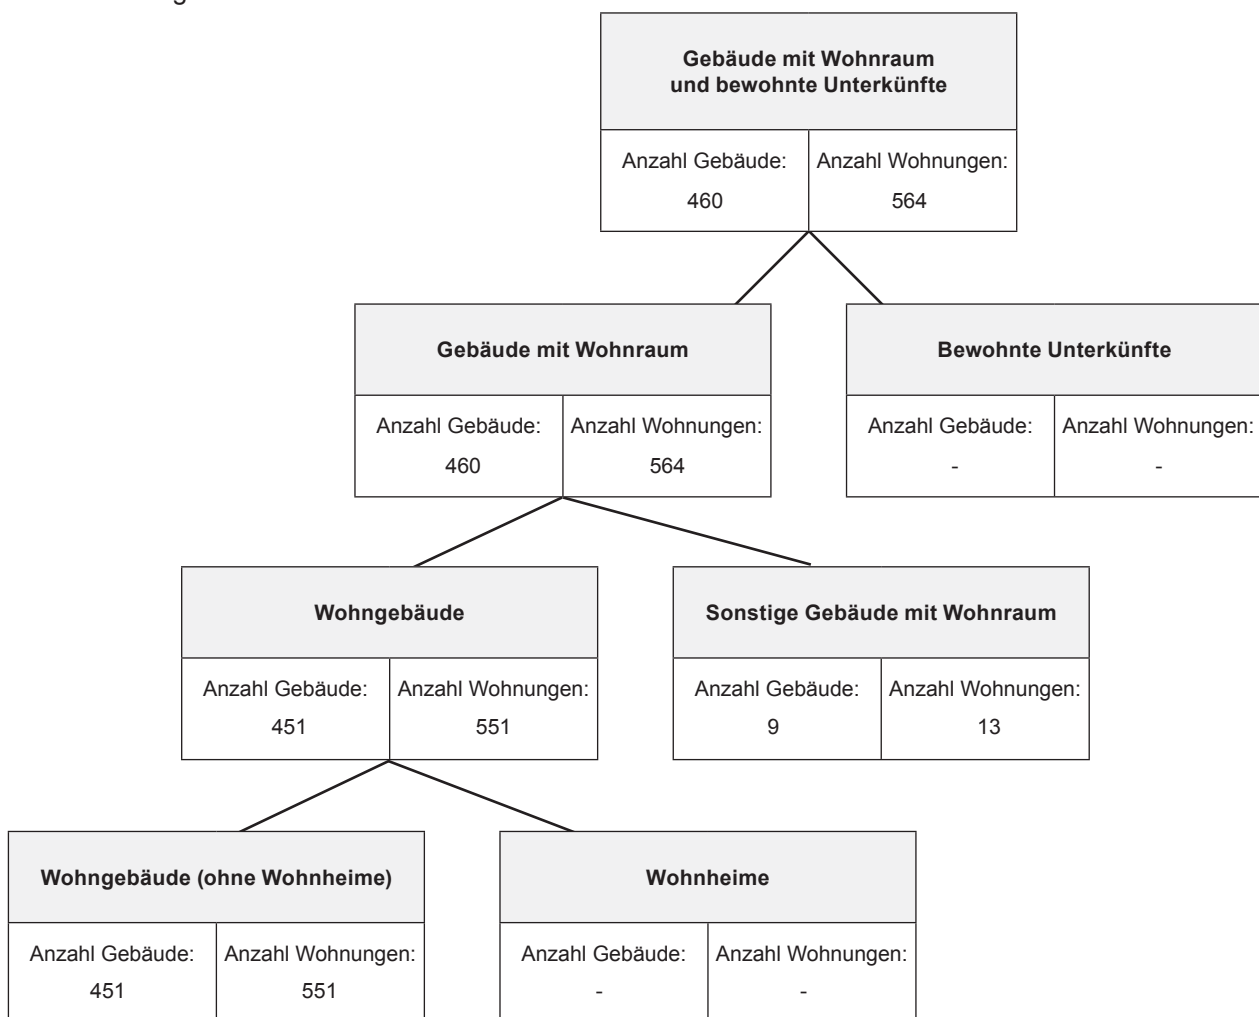 Gebäude mit Wohnraum
und bewohnte Unterkünfte
Anzahl Gebäude: Anzahl Wohnungen:
460 564
Gebäude mit Wohnraum
Bewohnte Unterkünfte
Anzahl Gebäude: Anzahl Wohnungen:
460 564
Anzahl Gebäude: Anzahl Wohnungen:
- -
Wohngebäude
Sonstige Gebäude mit Wohnraum
Anzahl Gebäude: Anzahl Wohnungen:
451 551
Anzahl Gebäude: Anzahl Wohnungen:
9 13
Wohngebäude (ohne Wohnheime)
Wohnheime
Anzahl Gebäude: Anzahl Wohnungen:
451 551
Anzahl Gebäude: Anzahl Wohnungen:
- -